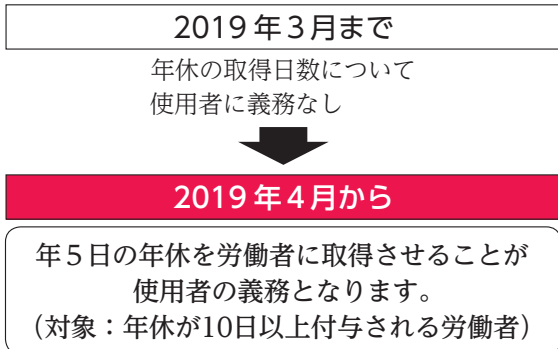 2019年3月まで
年休の取得日数について
使用者に義務なし
2019年4月から
年5日の年休を労働者に取得させることが
使用者の義務となります。
（対象：年休が10日以上付与される労働者）